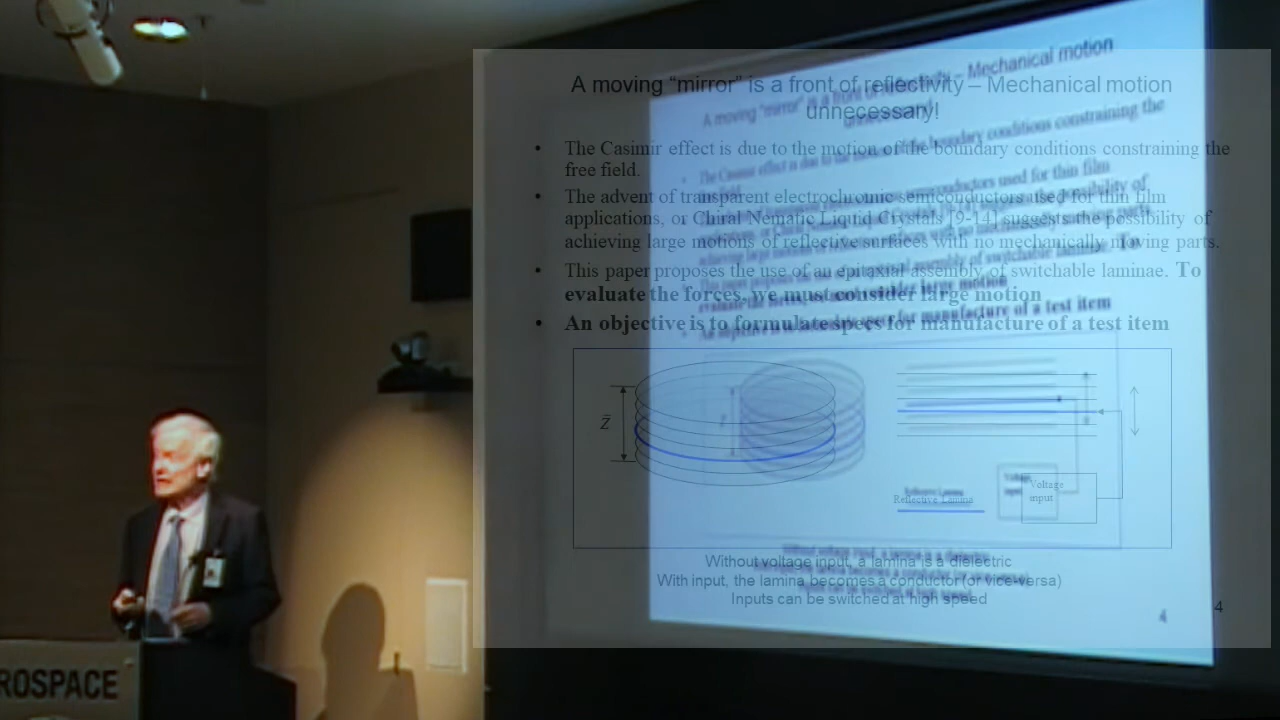 A moving “mirror” is a front of reflectivity – Mechanical motion
unnecessary!
• The Casimir effect is due to the motion of the boundary conditions constraining the
free field.
• The advent of transparent electrochromic semiconductors used for thin film
applications, or Chiral Nematic Liquid Crystals [9-14] suggests the possibility of
achieving large motions of reflective surfaces with no mechanically moving parts.
• This paper proposes the use of an epitaxial assembly of switchable laminae. To
evaluate the forces, we must consider large motion
• An objective is to formulate specs for manufacture of a test item
Z
Voltage
input
Reflective Lamina
Without voltage input, a lamina is a dielectric
With input, the lamina becomes a conductor (or vice-versa)
Inputs can be switched at high speed
4
4
ROSPACE